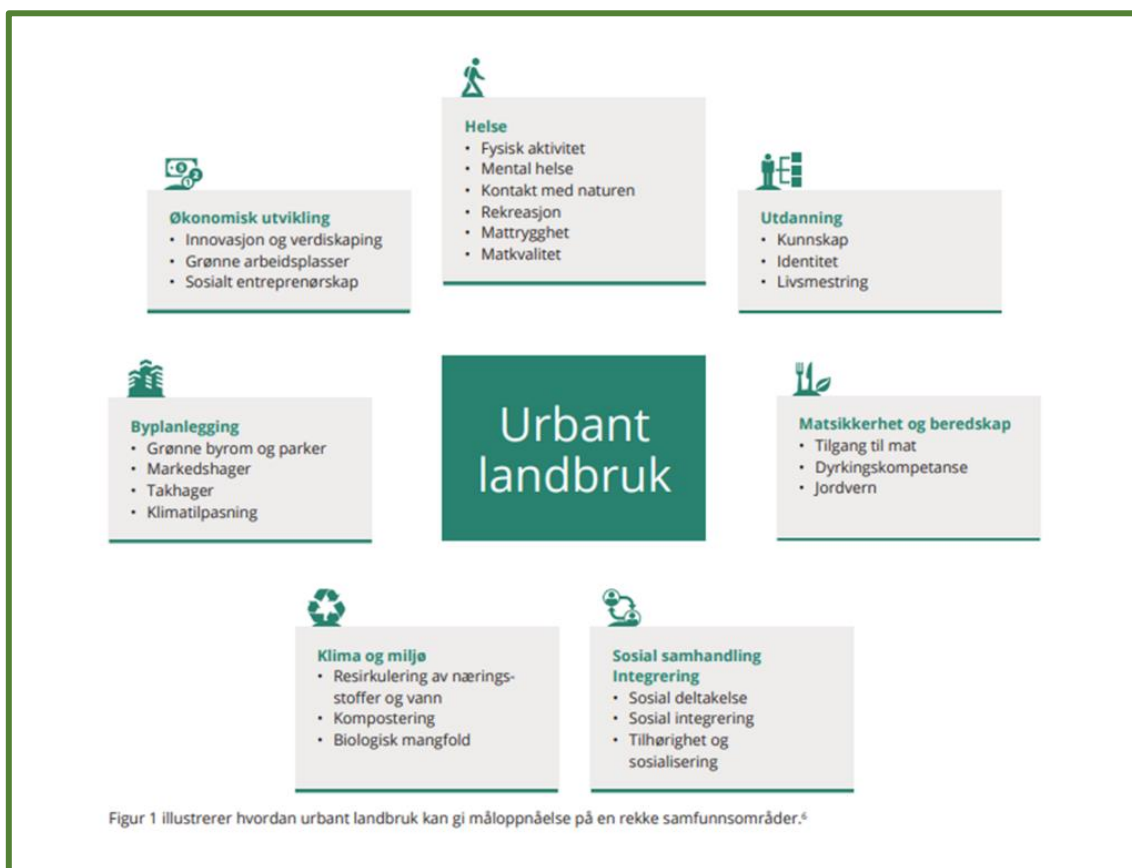 Helse
• Fysisk aktivitet
• Mental helse
• Kontakt med naturen
• Rekreasjon
• Mattrygghet
• Matkvalitet
Økonomisk utvikling
• Innovasjon og verdiskaping
• Grønne arbeidsplasser
• Sosialt entreprenørskap
Utdanning
• Kunnskap
• Identitet
• Livsmestring
Byplanlegging
• Grønne byrom og parker
• Markedshager
• Takhager
• Klimatilpasning
Urbant
landbruk
Matsikkerhet og beredskap
• Tilgang til mat
• Dyrkingskompetanse
• Jordvern
Klima og miljø
• Resirkulering av nærings-
stoffer og vann
• Kompostering
• Biologisk mangfold
Sosial samhandling
Integrering
• Sosial deltakelse
• Sosial integrering
• Tilhørighet og
sosialisering
Figur 1 illustrerer hvordan urbant landbruk kan gi måloppnåelse på en rekke samfunnsområder.⁶